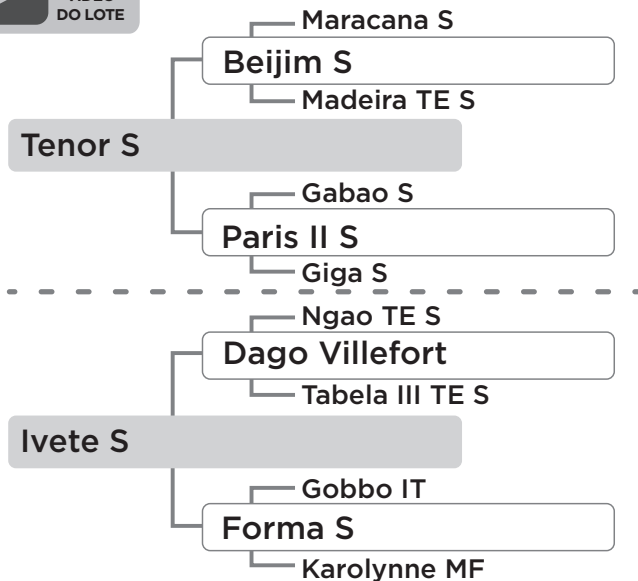 DO LOTE
Maracana S
Beijim S
Madeira TE S
Tenor S
Gabao S
Paris II S
Giga S
Ngao TE S
Dago Villefort
Tabela III TE S
Ivete S
Gobbo IT
Forma S
Karolynne MF